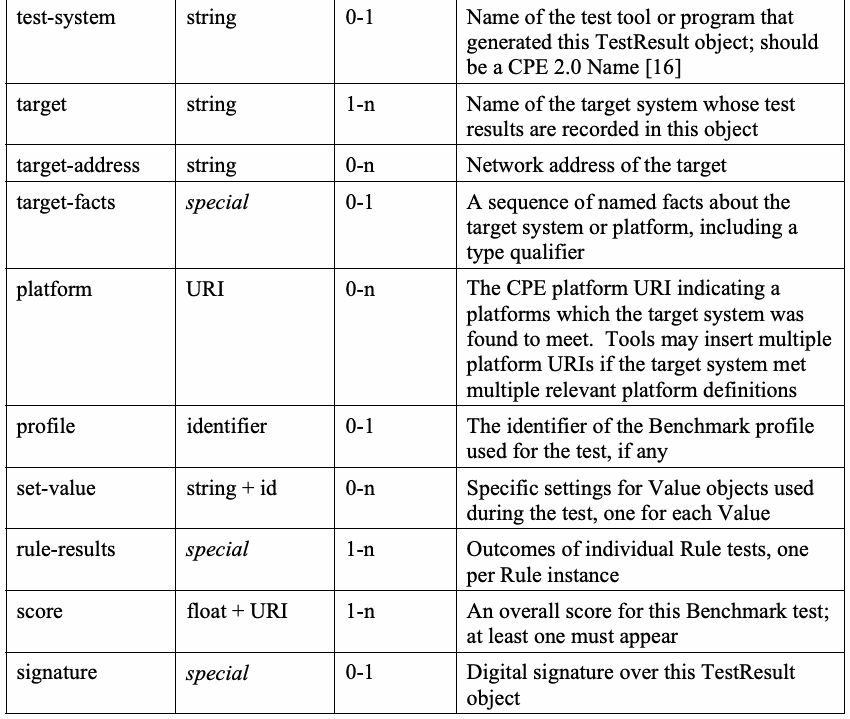 test-system string 0-1 Name of the test tool or program that
generated this TestResult object; should
be a CPE 2.0 Name [16]
target string 1-n Name of the target system whose test
results are recorded in this object
target-address string 0-n Network address of the target
target-facts special 0-1 A sequence of named facts about the
target system or platform, including a
type qualifier
platform URI 0-n The CPE platform URI indicating a
platforms which the target system was
found to meet.  Tools may insert multiple
platform URIs if the target system met
multiple relevant platform definitions
profile identifier 0-1 The identifier of the Benchmark profile
used for the test, if any
set-value string + id 0-n Specific settings for Value objects used
during the test, one for each Value
rule-results special 1-n Outcomes of individual Rule tests, one
per Rule instance
score float + URI 1-n An overall score for this Benchmark test;
at least one must appear
signature special 0-1 Digital signature over this TestResult
object